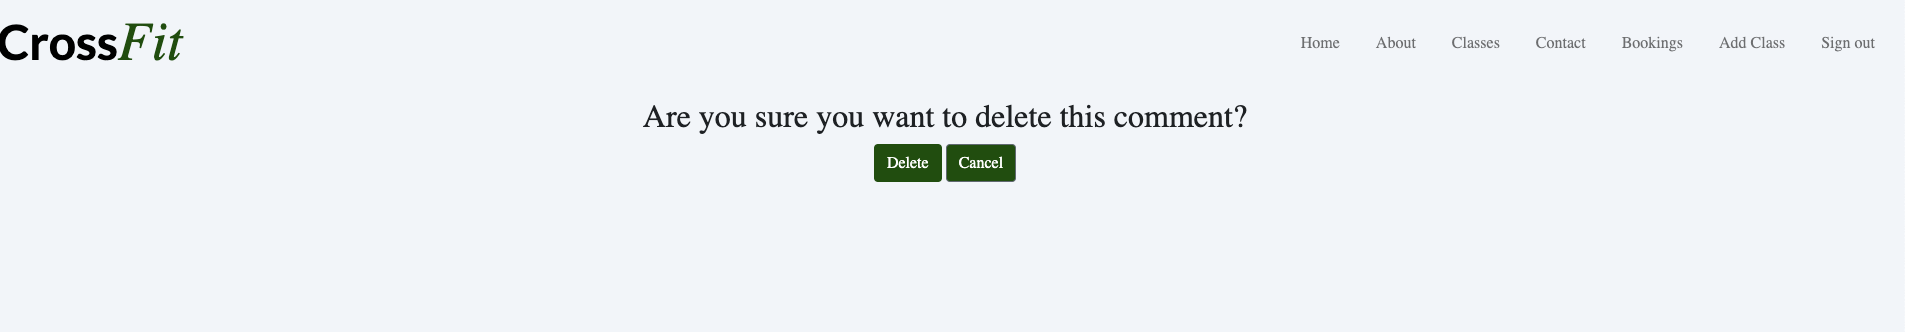 CrossFit Home About Classes Contact Bookings Add Class Sign out
Are you sure you want to delete this comment?
Delete Cancel